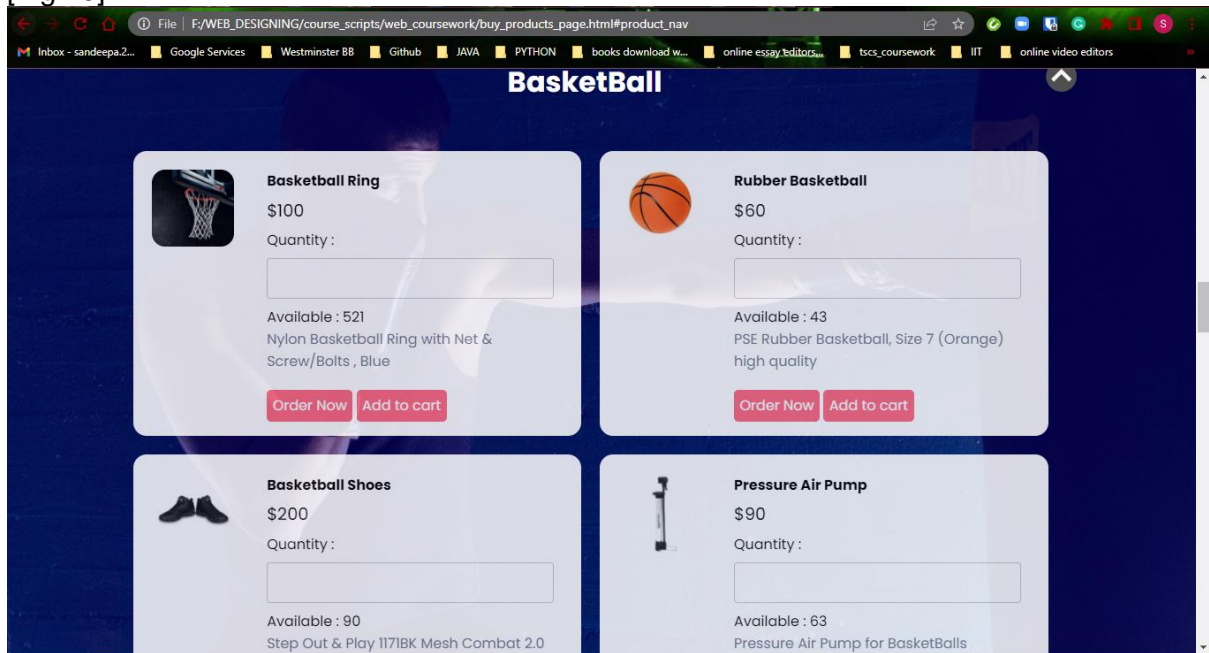 File | F:/WEB_DESIGNING/course_scripts/web_coursework/buy_products_page.html#product_nav
S
Inbox - sandeepa.2... Google Services Westminster BB Github JAVA PYTHON books download w... online essay editors,... tscs_coursework IIT online video editors
BasketBall
Basketball Ring
$100
Quantity :
Available : 521
Nylon Basketball Ring with Net &
Screw/Bolts , Blue
Order Now Add to cart
Rubber Basketball
$60
Quantity :
Available : 43
PSE Rubber Basketball, Size 7 (Orange)
high quality
Order Now Add to cart
Basketball Shoes
$200
Quantity :
Available : 90
Step Out & Play 1171BK Mesh Combat 2.0
Pressure Air Pump
$90
Quantity :
Available : 63
Pressure Air Pump for BasketBalls